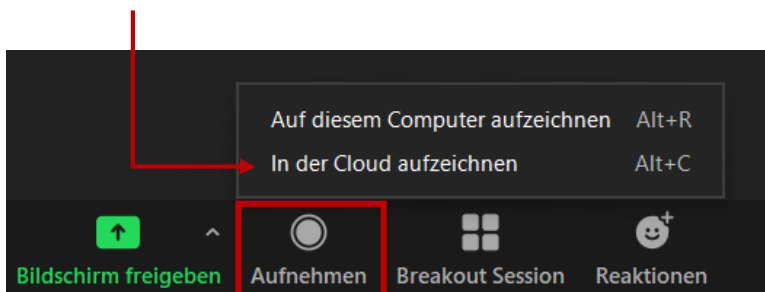 Auf diesem Computer aufzeichnen Alt+R
In der Cloud aufzeichnen Alt+C
Bildschirm freigeben Aufnehmen Breakout Session Reaktionen